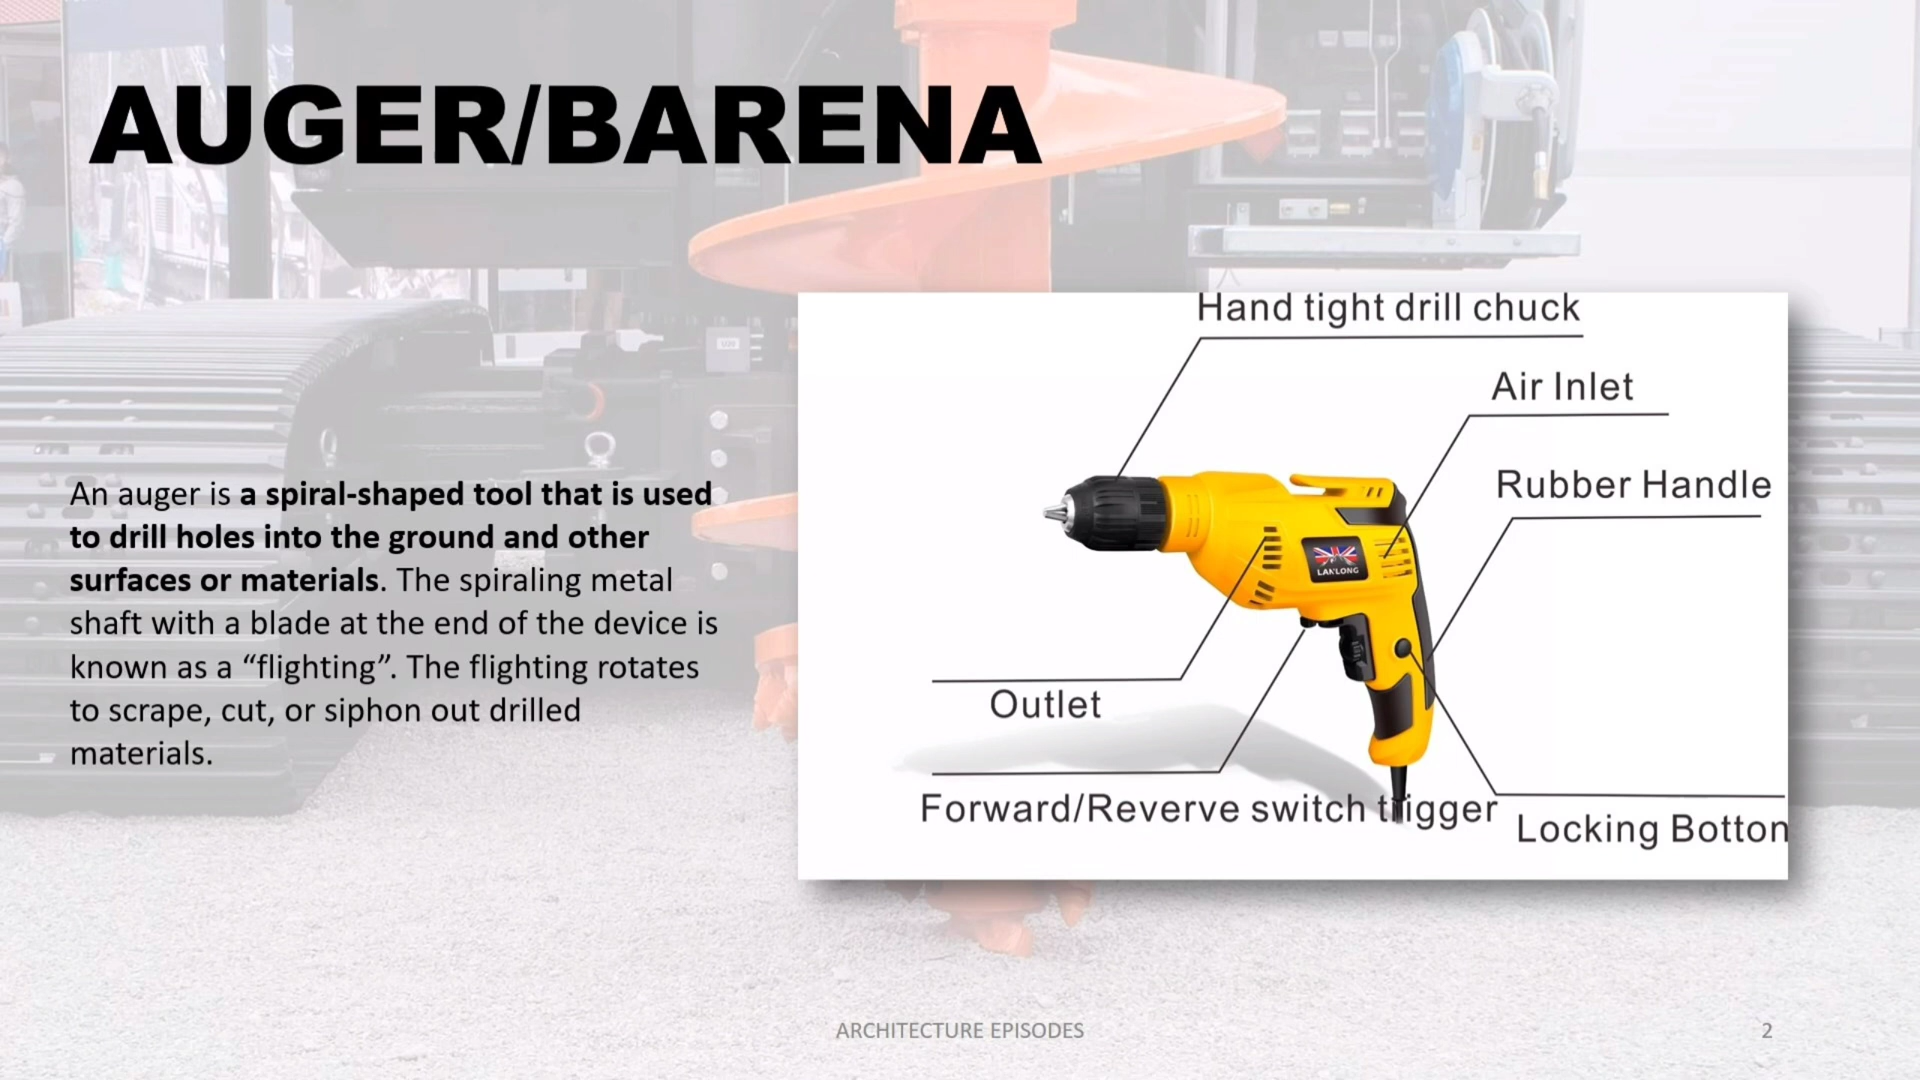 AUGER/BARENA
An auger is a spiral-shaped tool that is used
to drill holes into the ground and other
surfaces or materials. The spiraling metal
shaft with a blade at the end of the device is
known as a “flighting”. The flighting rotates
to scrape, cut, or siphon out drilled
materials.
Hand tight drill chuck
Air Inlet
Rubber Handle
LANLONG
Outlet
Forward/Reverve switch trigger
Locking Botton
ARCHITECTURE EPISODES
2